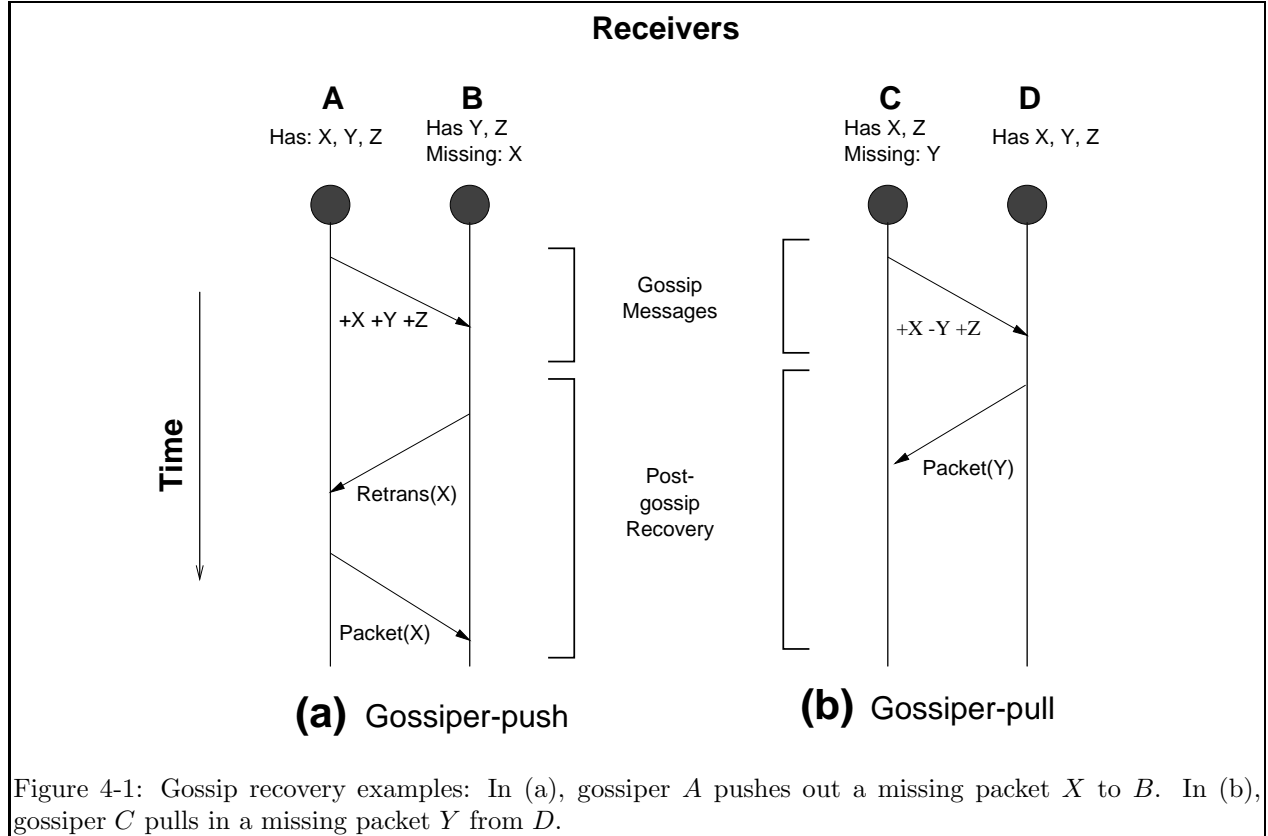 Receivers
A
Has: X, Y, Z
B
Has Y, Z
Missing: X
C
Has X, Z
Missing: Y
D
Has X, Y, Z
Gossip
Messages
+X +Y +Z
+X -Y +Z
Time
Retrans(X)
Packet(Y)
Post-
gossip
Recovery
Packet(X)
(a) Gossiper-push
(b) Gossiper-pull
Figure 4-1: Gossip recovery examples: In (a), gossiper A pushes out a missing packet X to B. In (b),
gossiper C pulls in a missing packet Y from D.